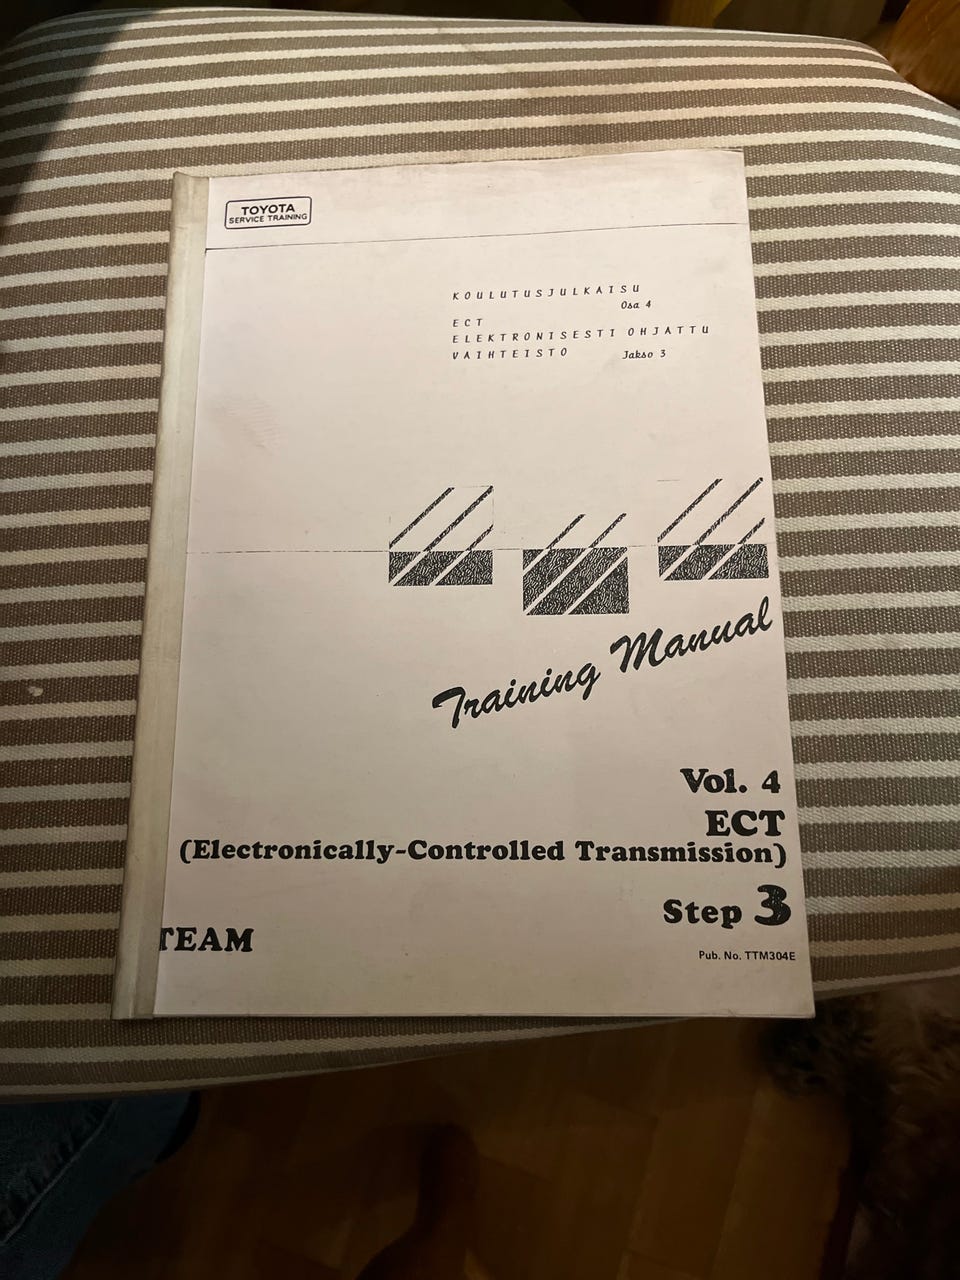 TOYOTA
SERVICE TRAINING
KOULUTUSJULKAISU
Osa 4
ECT
ELEKTRONISESTI OHJATTU
VAIHTEISTO Jakso 3
Training Manual
Vol. 4
ECT
(Electronically-Controlled Transmission)
Step 3
TEAM
Pub. No. TTM304E